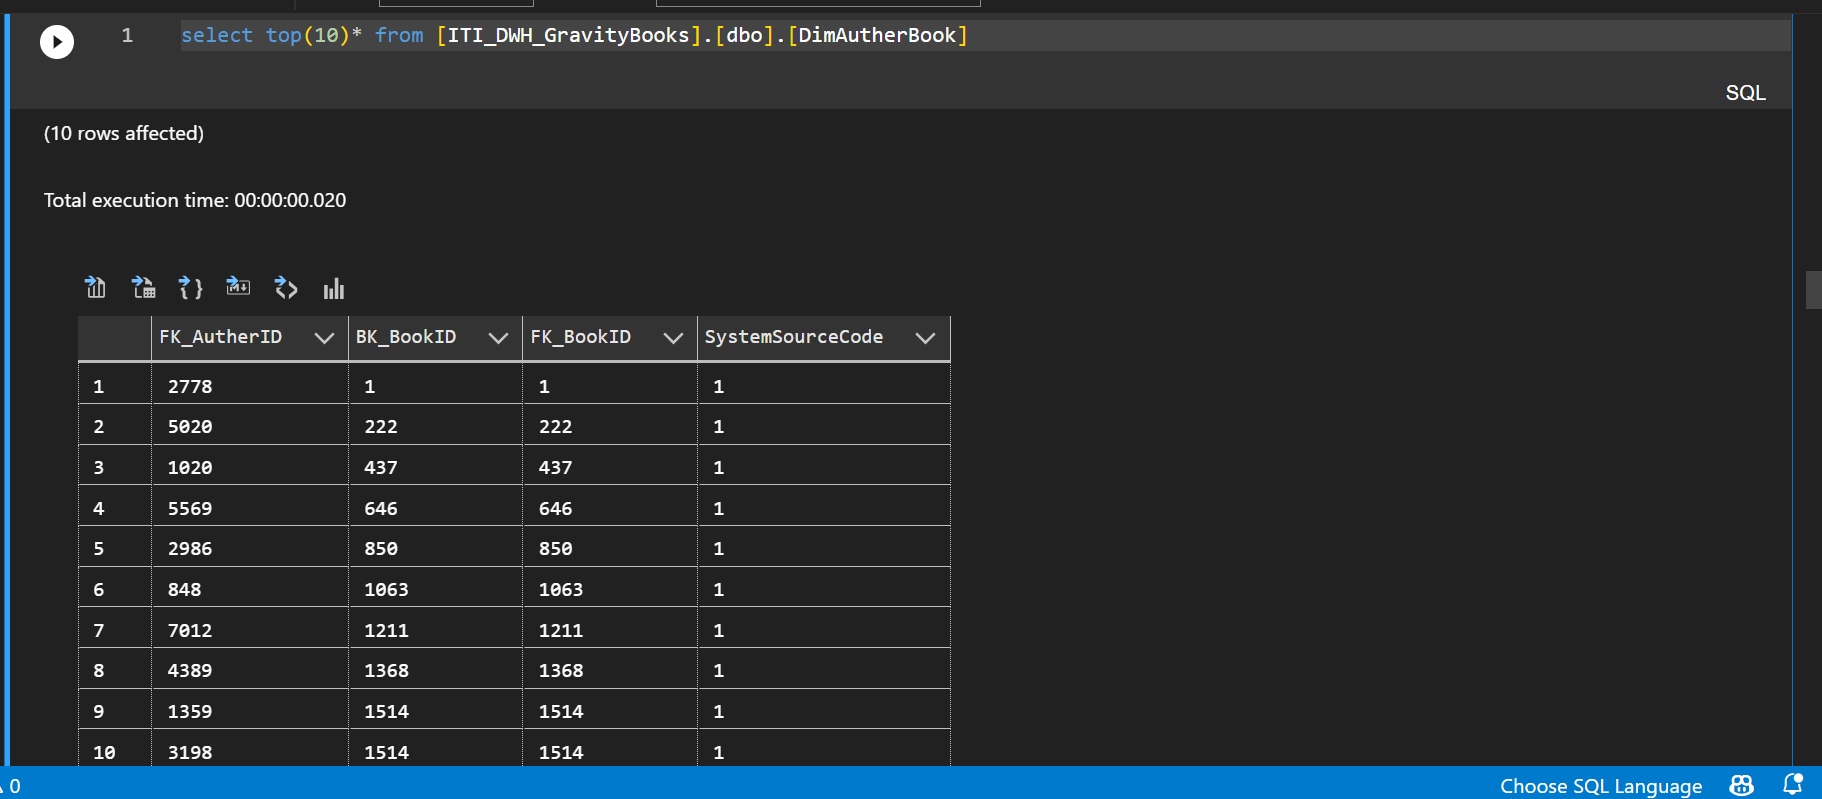 1 select top(10)* from [ITI_DWH_GravityBooks].[dbo].[DimAutherBook]
SQL
(10 rows affected)
Total execution time: 00:00:00.020
M↓
FK_AutherID BK_BookID FK_BookID SystemSourceCode
1 2778 1 1 1
2 5020 222 222 1
3 1020 437 437 1
4 5569 646 646 1
5 2986 850 850 1
6 848 1063 1063 1
7 7012 1211 1211 1
8 4389 1368 1368 1
9 1359 1514 1514 1
10 3198 1514 1514 1
0 Choose SQL Language